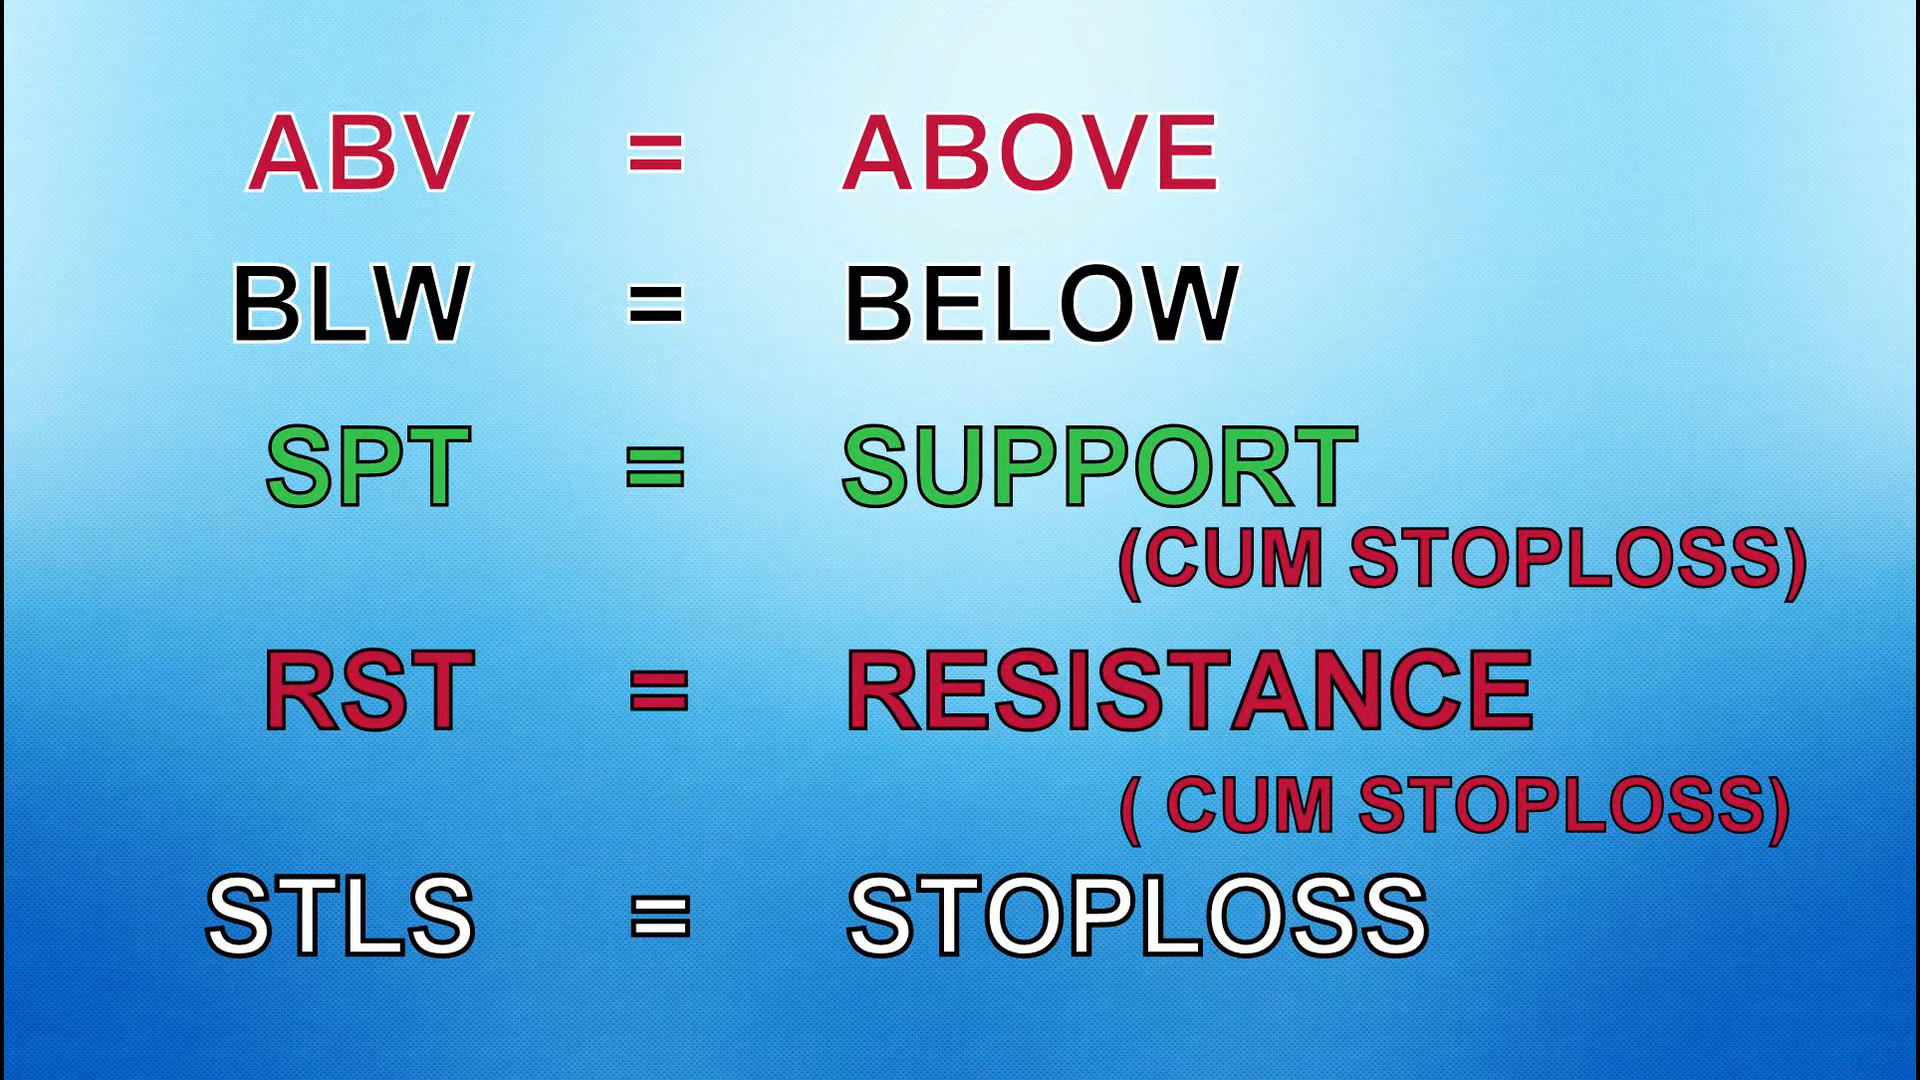 ABV = ABOVE
BLW = BELOW
SPT = SUPPORT
(CUM STOPLOSS)
RST = RESISTANCE
( CUM STOPLOSS)
STLS = STOPLOSS